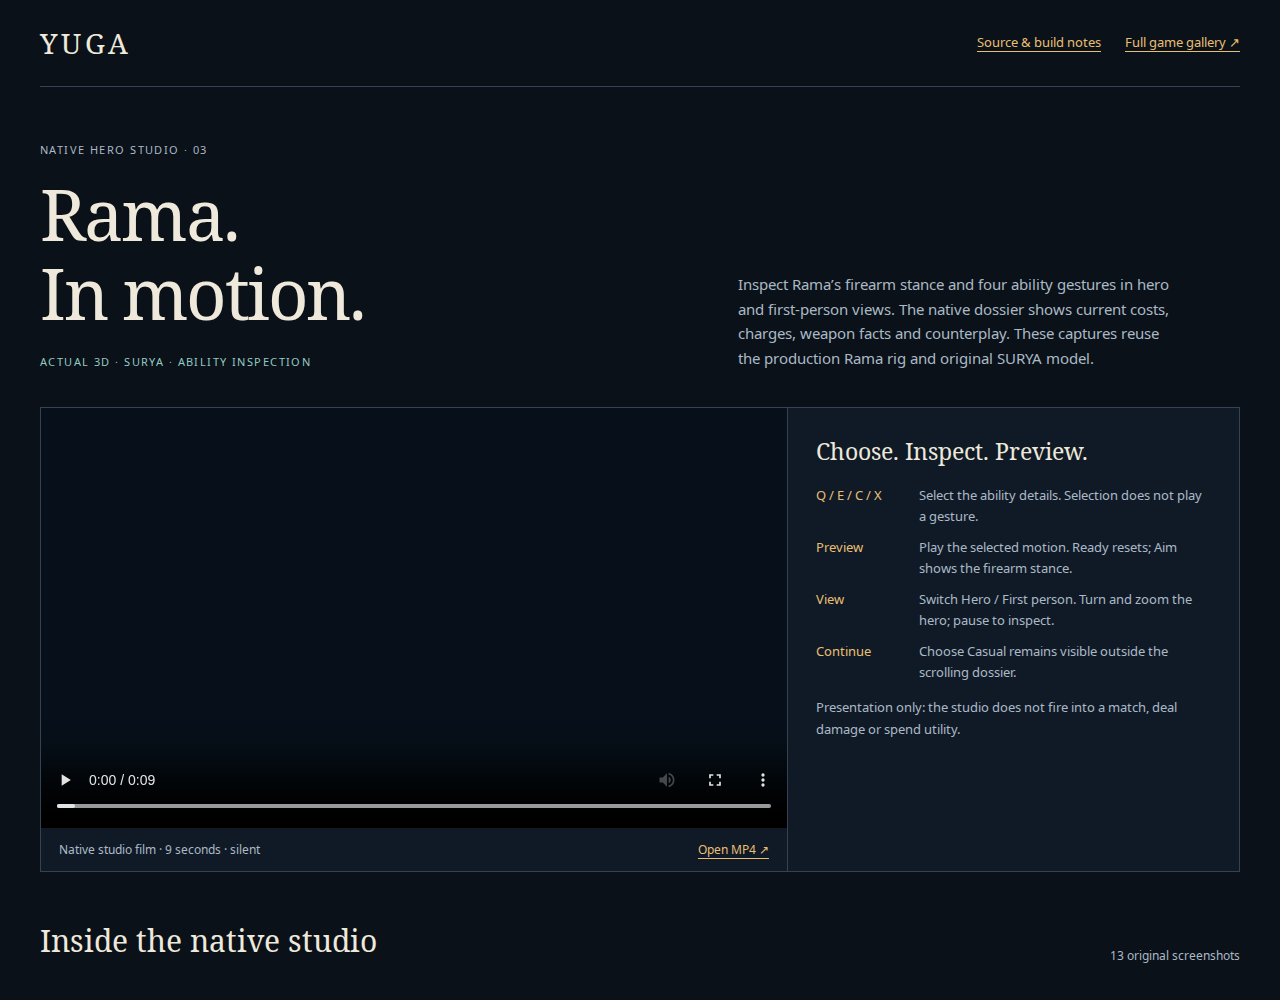 YUGA
Source & build notes
Full game gallery ↗
NATIVE HERO STUDIO · 03
Rama.
In motion.
ACTUAL 3D · SURYA · ABILITY INSPECTION
Inspect Rama’s firearm stance and four ability gestures in hero
and first-person views. The native dossier shows current costs,
charges, weapon facts and counterplay. These captures reuse
the production Rama rig and original SURYA model.
0:00 / 0:09
Native studio film · 9 seconds · silent
Open MP4 ↗
Choose. Inspect. Preview.
Q / E / C / X
Select the ability details. Selection does not play
a gesture.
Preview
Play the selected motion. Ready resets; Aim
shows the firearm stance.
View
Switch Hero / First person. Turn and zoom the
hero; pause to inspect.
Continue
Choose Casual remains visible outside the
scrolling dossier.
Presentation only: the studio does not fire into a match, deal
damage or spend utility.
Inside the native studio
13 original screenshots